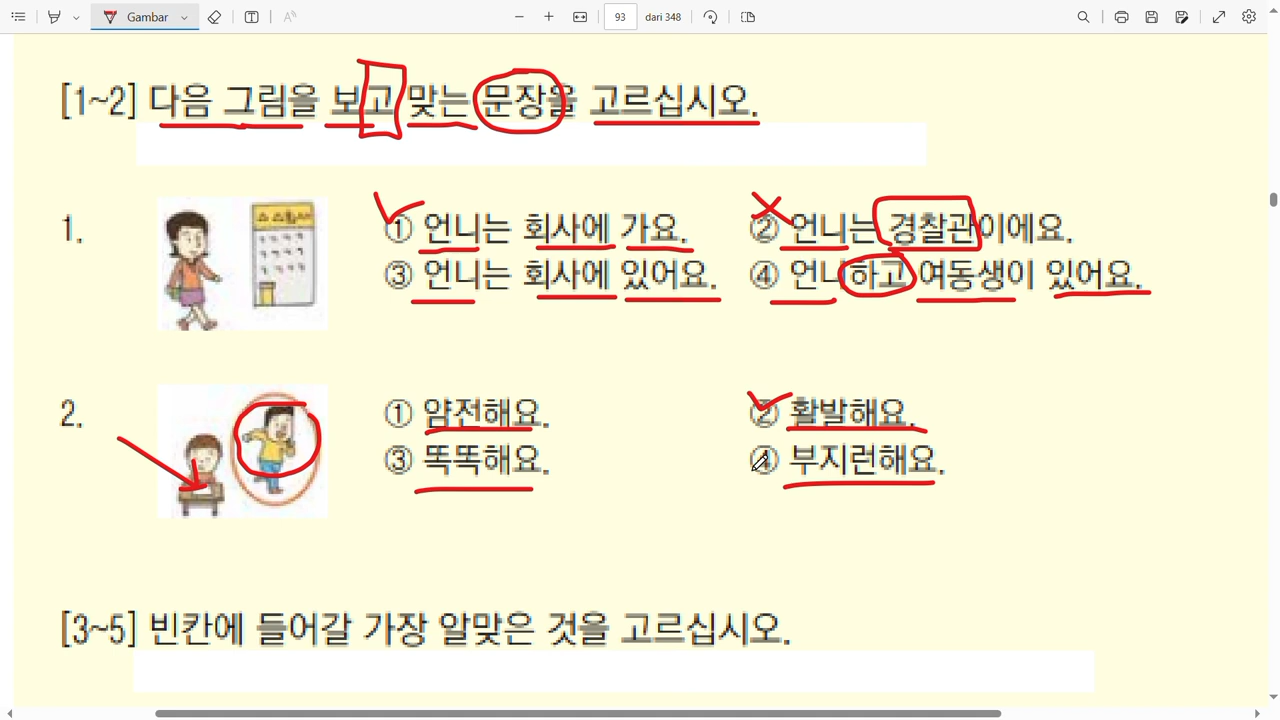 Gambar
93 dari 348
[1~2] 다음 그림을 보고 맞는 문장을 고르십시오.
1. ① 언니는 회사에 가요. ② 언니는 경찰관이에요.
③ 언니는 회사에 있어요. ④ 언니하고 여동생이 있어요.
2. ① 얌전해요. ② 활발해요.
③ 똑똑해요. ④ 부지런해요.
[3~5] 빈칸에 들어갈 가장 알맞은 것을 고르십시오.